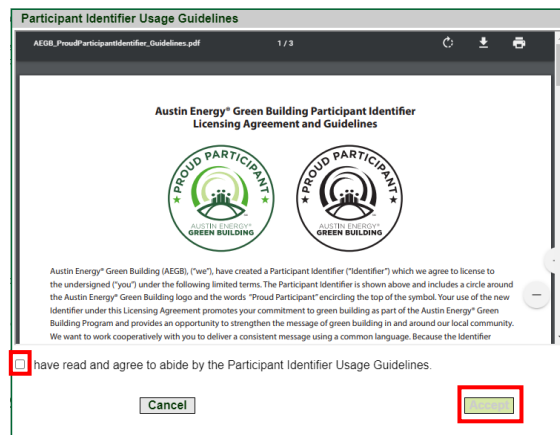 Participant Identifier Usage Guidelines
AEGB_ProudParticipantIdentifier_Guidelines.pdf 1 / 3
Austin Energy® Green Building Participant Identifier
Licensing Agreement and Guidelines
PROUD PARTICIPANT
AUSTIN ENERGY®
GREEN BUILDING
PROUD PARTICIPANT
AUSTIN ENERGY®
GREEN BUILDING
Austin Energy® Green Building (AEGB), ("we"), have created a Participant Identifier ("Identifier") which we agree to license to
the undersigned ("you") under the following limited terms. The Participant Identifier is shown above and includes a circle around
the Austin Energy® Green Building logo and the words "Proud Participant" encircling the top of the symbol. Your use of the new
Identifier under this Licensing Agreement promotes your commitment to green building as part of the Austin Energy® Green
Building Program and provides an opportunity to strengthen the message of green building in and around our local community.
We want to work cooperatively with you to deliver a consistent message using a common language. Because the Identifier
have read and agree to abide by the Participant Identifier Usage Guidelines.
Cancel Accept